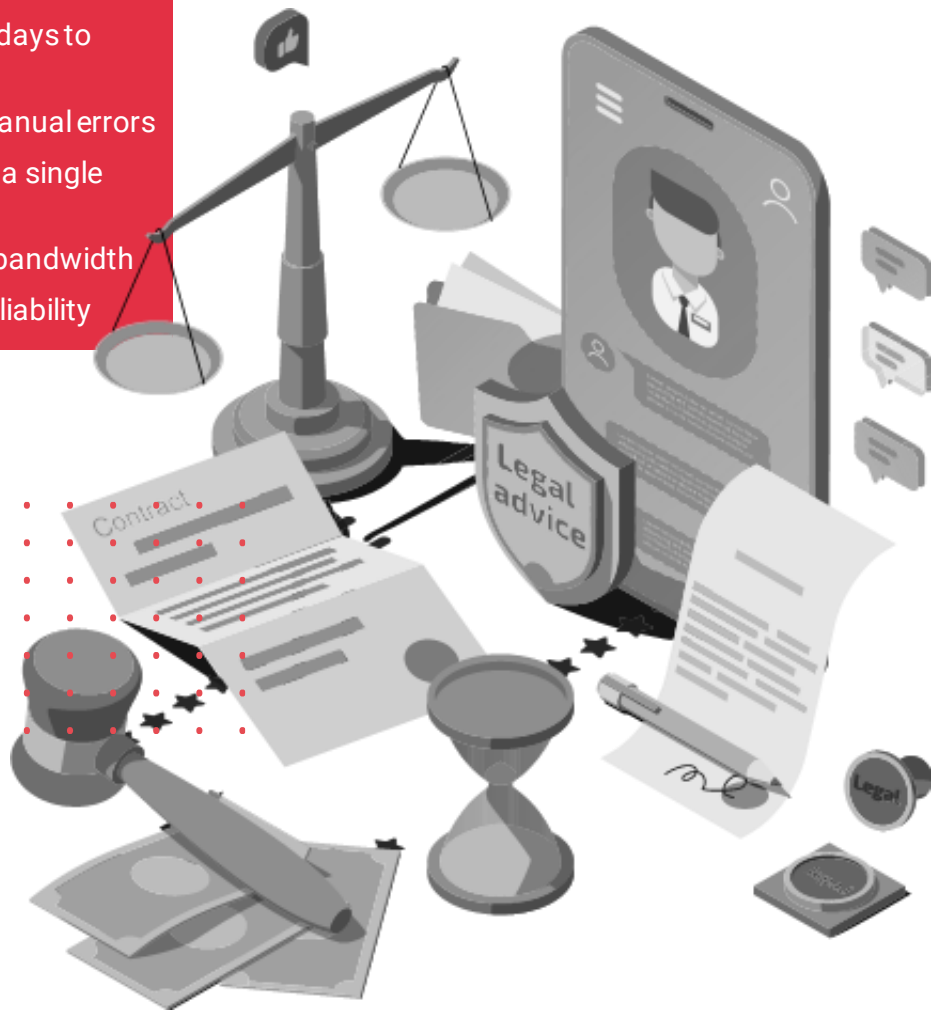 days to
anual errors
a single
bandwidth
liability
Legal
advice
Contract
Legal